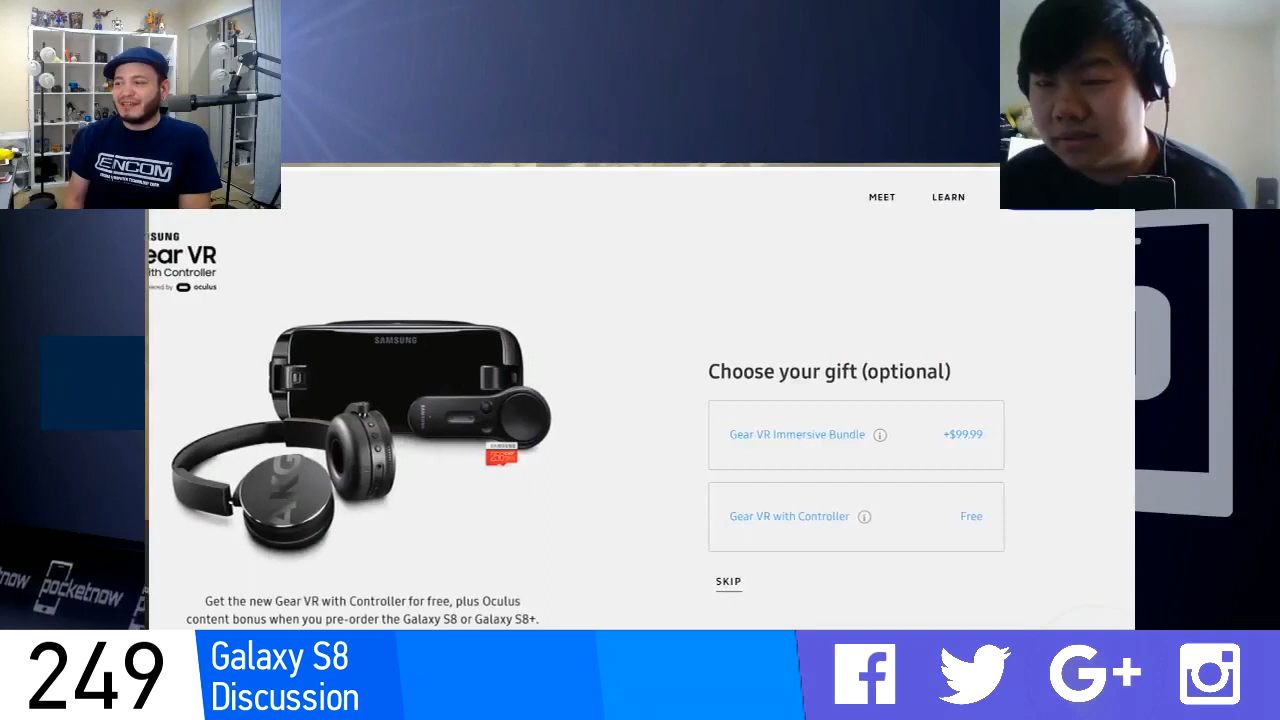 ENCOM
MEET LEARN
SUNG
ear VR
ith Controller
oculus
SAMSUNG
AKG
Choose your gift (optional)
Gear VR Immersive Bundle +$99.99
Gear VR with Controller Free
SKIP
Get the new Gear VR with Controller for free, plus Oculus
content bonus when you pre-order the Galaxy S8 or Galaxy S8+.
now pocketnow
249
Galaxy S8
Discussion
G+